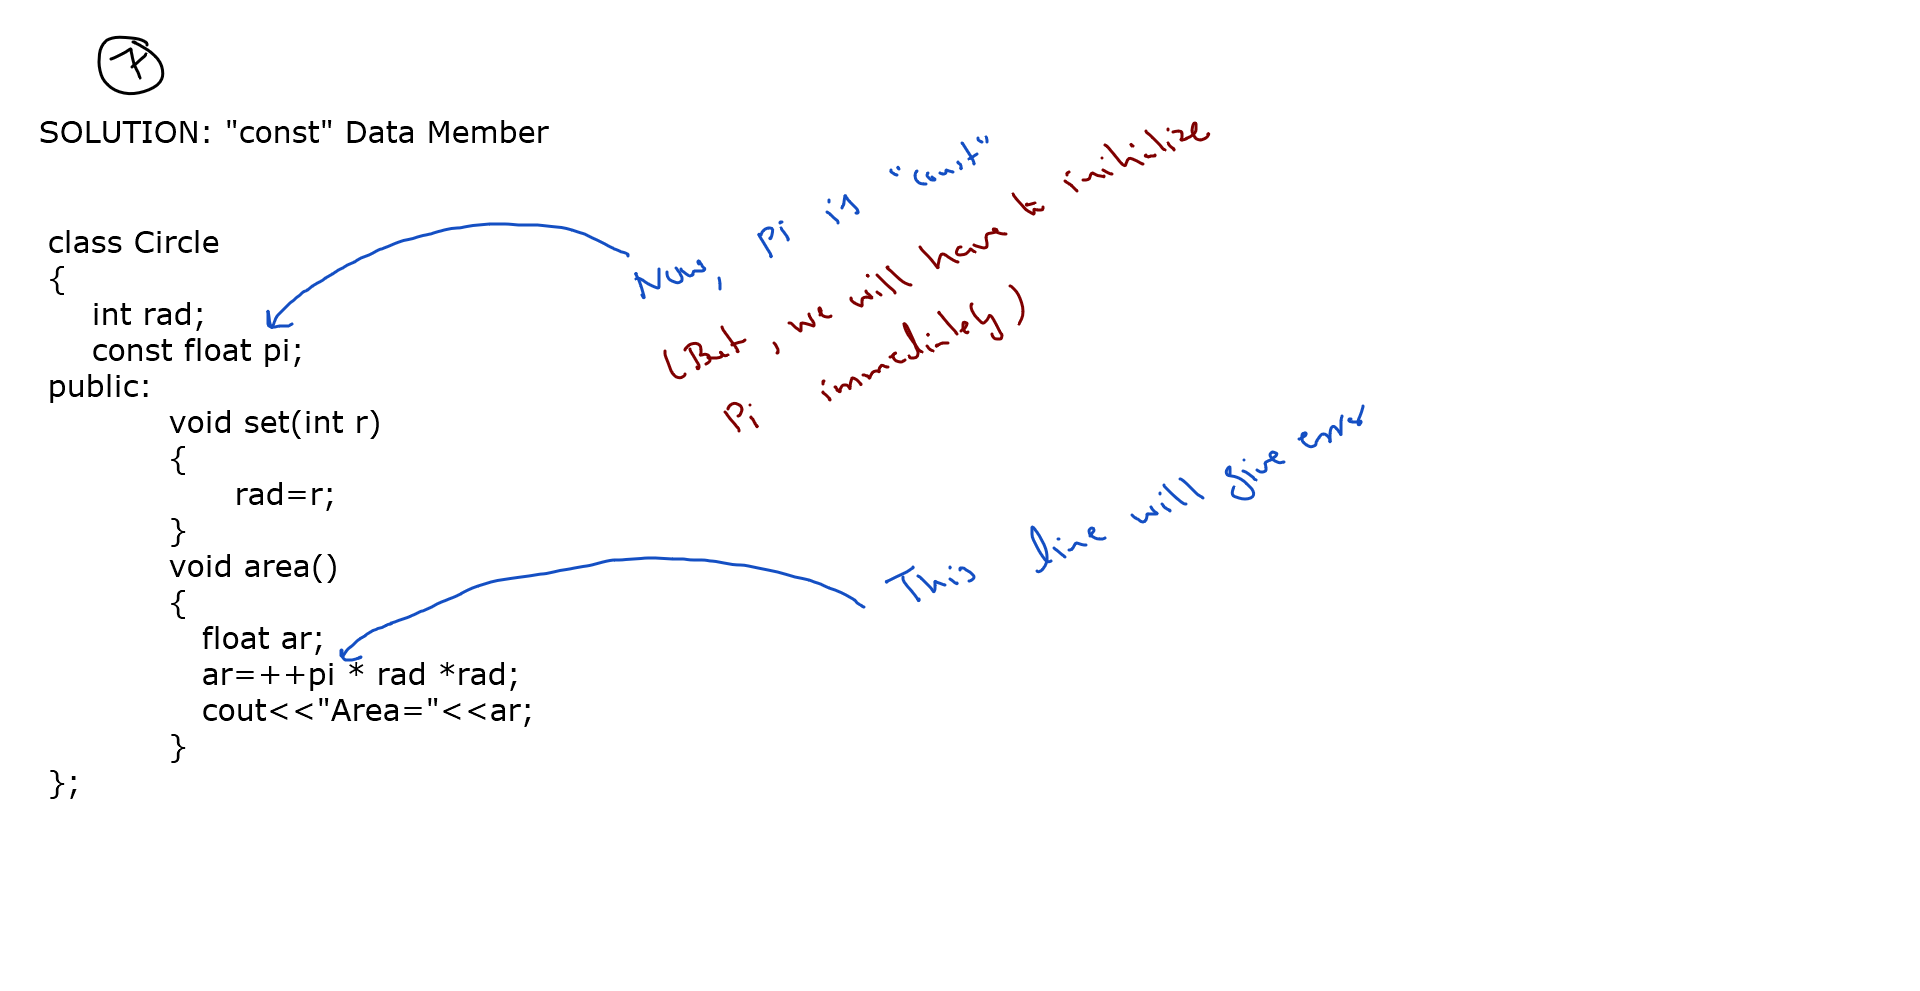 7
SOLUTION: "const" Data Member
class Circle
{
int rad;
const float pi;
public:
void set(int r)
{
rad=r;
}
void area()
{
float ar;
ar=++pi * rad *rad;
cout<<"Area="<<ar;
}
};
Now, Pi is "const"
(But, we will have to initialize
Pi immediately)
This line will give error